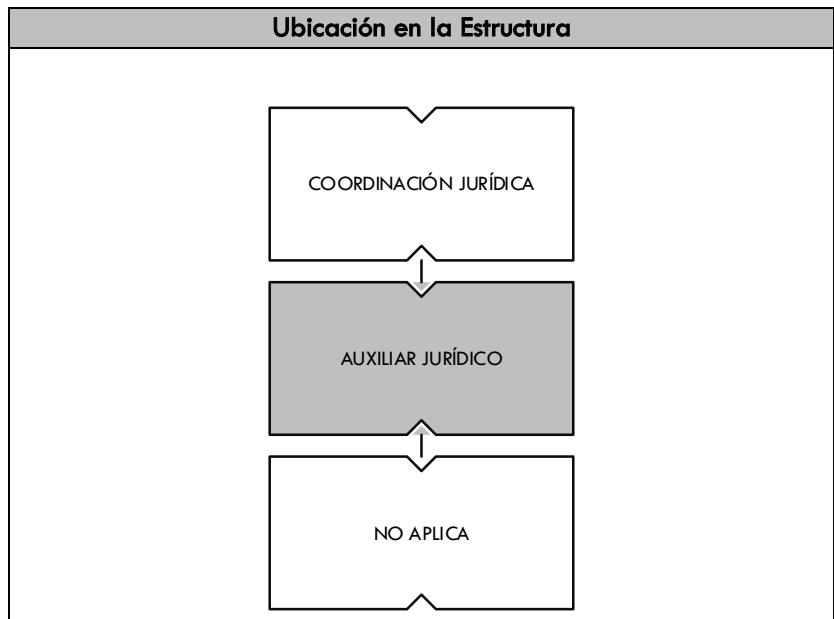 Ubicación en la Estructura
COORDINACIÓN JURÍDICA
AUXILIAR JURÍDICO
NO APLICA